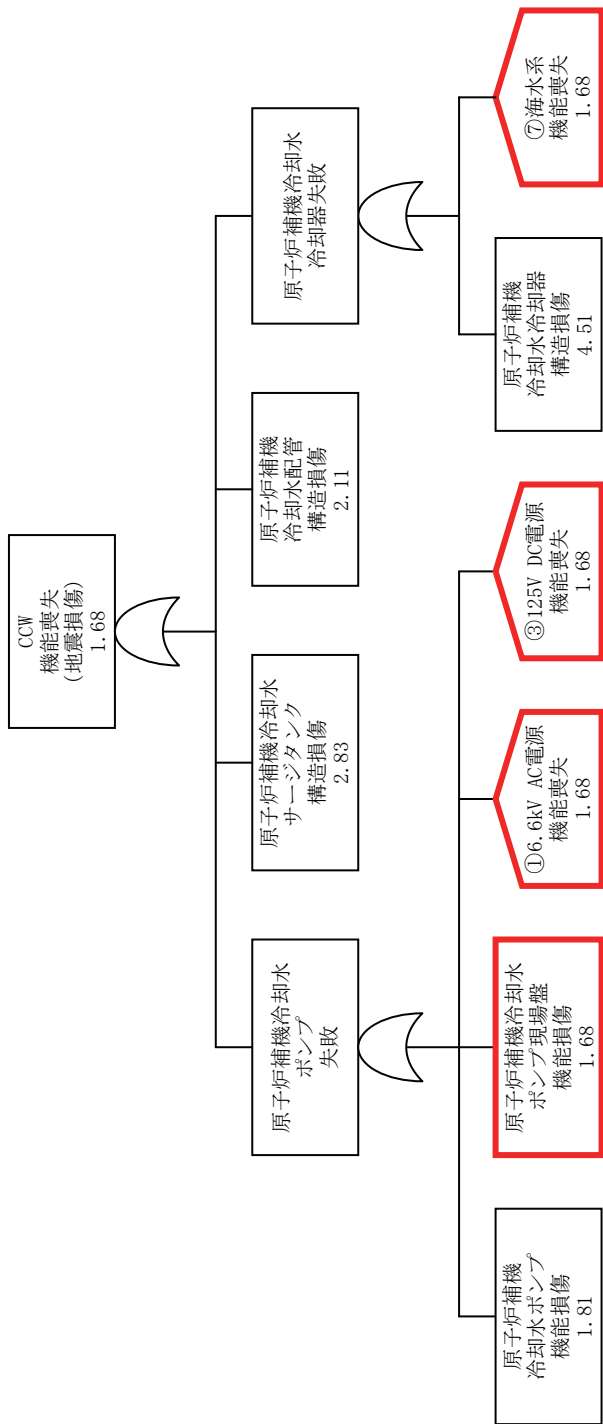 CCW
機能喪失
(地震損傷)
1.68
原子炉補機冷却水
ポンプ
失敗
原子炉補機冷却水
サージタンク
構造損傷
2.83
原子炉補機
冷却水配管
構造損傷
2.11
原子炉補機冷却水
冷却器失敗
原子炉補機
冷却水ポンプ
機能損傷
1.81
原子炉補機冷却水
ポンプ現場盤
機能損傷
1.68
①6.6kV AC電源
機能喪失
1.68
③125V DC電源
機能喪失
1.68
原子炉補機
冷却水冷却器
構造損傷
4.51
⑦海水系
機能喪失
1.68